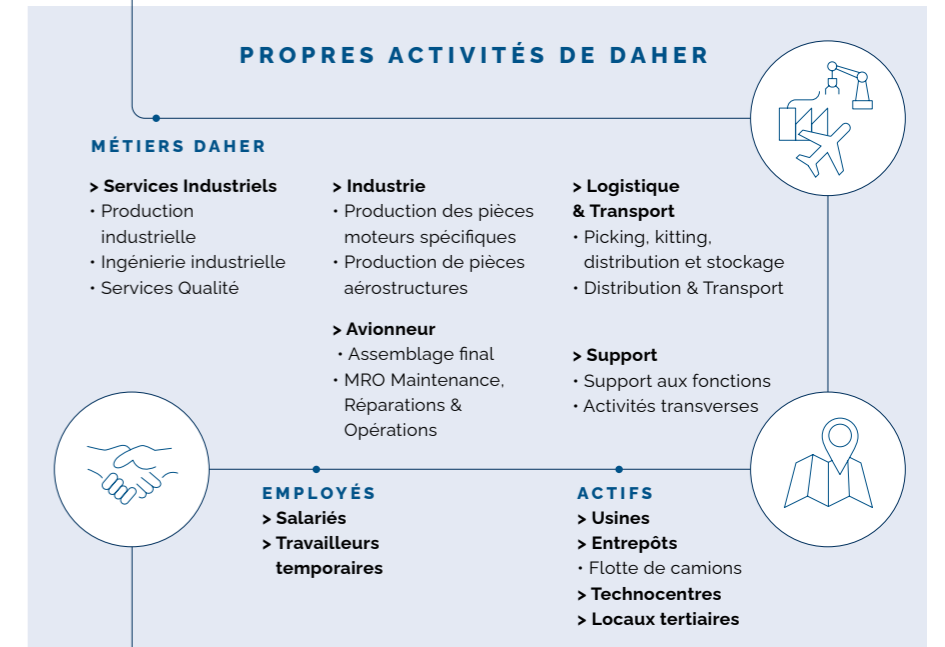 PROPRES ACTIVITÉS DE DAHER
MÉTIERS DAHER
> Services Industriels
• Production
industrielle
• Ingénierie industrielle
• Services Qualité
> Industrie
• Production des pièces
moteurs spécifiques
• Production de pièces
aérostructures
> Avionneur
• Assemblage final
• MRO Maintenance,
Réparations &
Opérations
> Logistique
& Transport
• Picking, kitting,
distribution et stockage
• Distribution & Transport
> Support
• Support aux fonctions
• Activités transverses
EMPLOYÉS
> Salariés
> Travailleurs
temporaires
ACTIFS
> Usines
> Entrepôts
• Flotte de camions
> Technocentres
> Locaux tertiaires